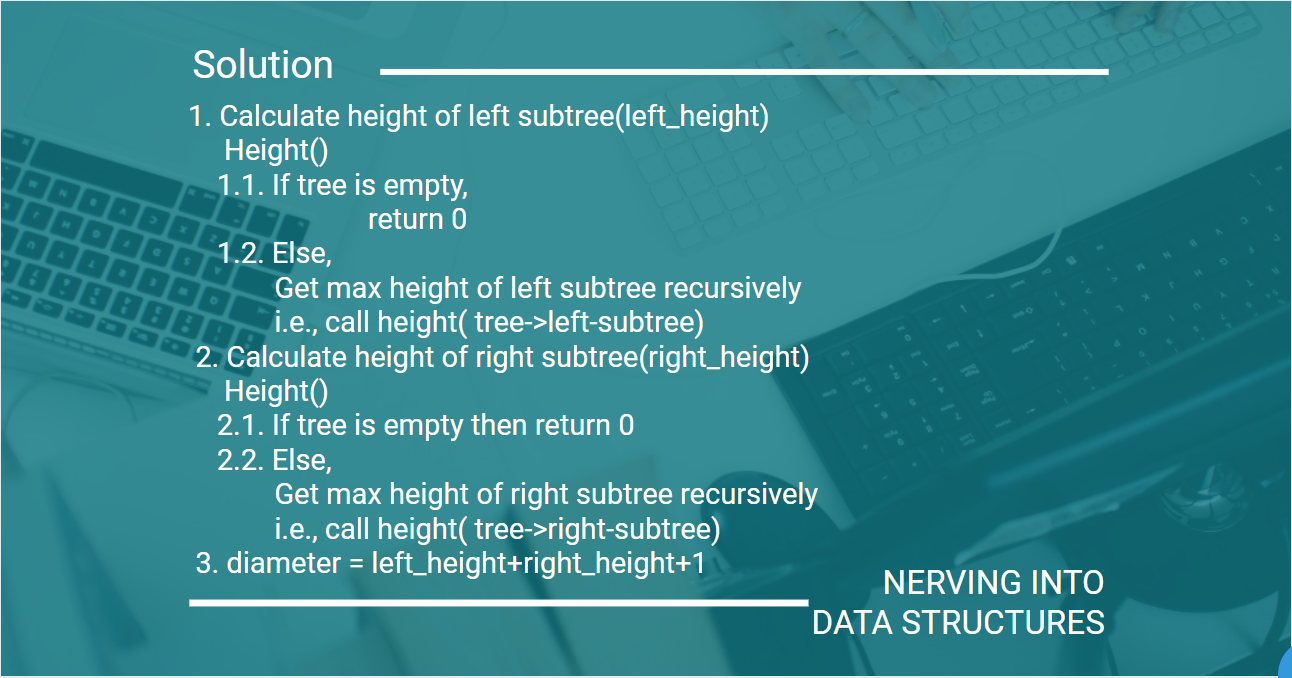 Solution
1. Calculate height of left subtree(left_height)
Height()
1.1. If tree is empty,
return 0
1.2. Else,
Get max height of left subtree recursively
i.e., call height( tree->left-subtree)
2. Calculate height of right subtree(right_height)
Height()
2.1. If tree is empty then return 0
2.2. Else,
Get max height of right subtree recursively
i.e., call height( tree->right-subtree)
3. diameter = left_height+right_height+1
NERVING INTO
DATA STRUCTURES